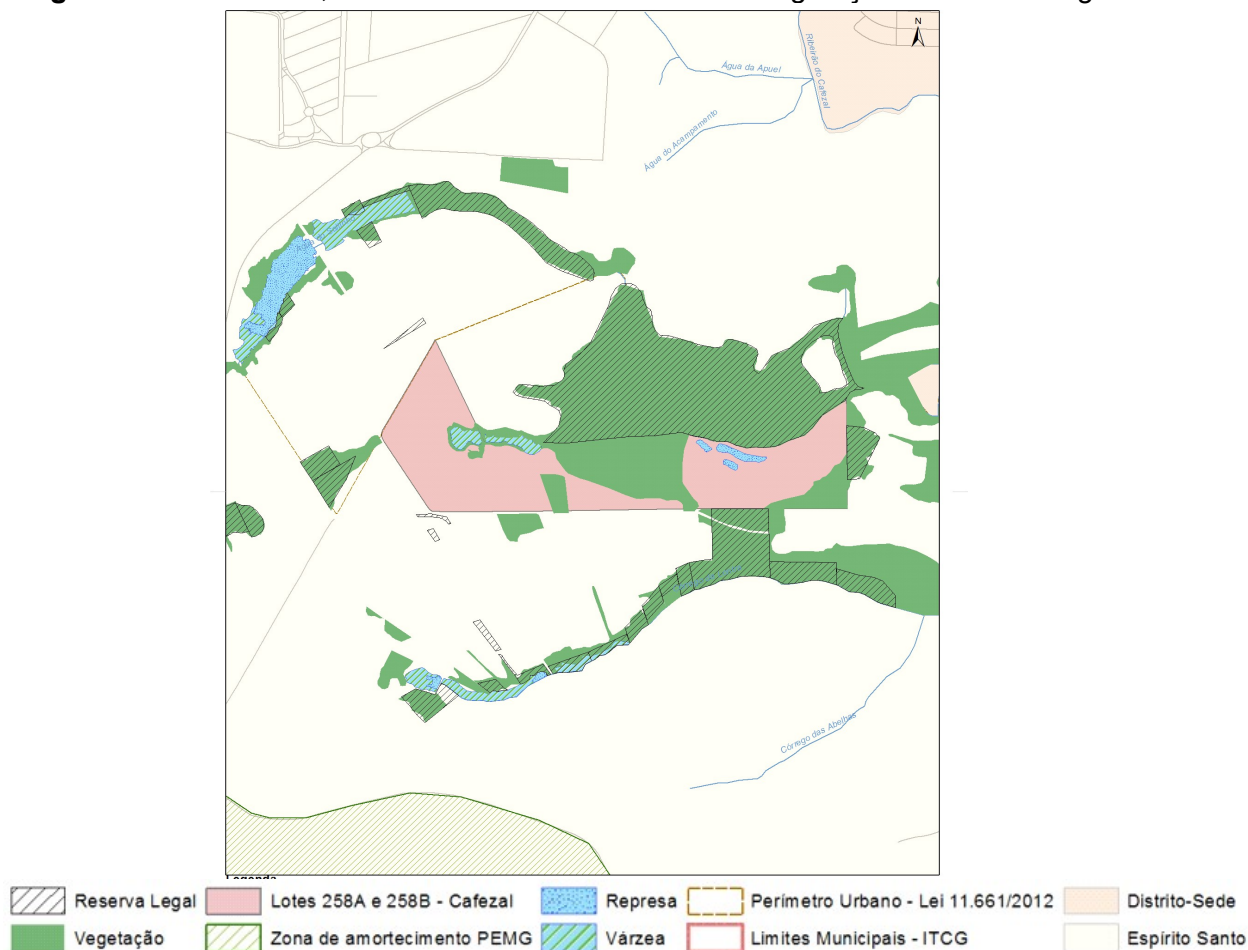 N
Ribeirão do Cafezal
Água da Apuel
Água do Acampamento
Córrego das Abelhas
Legenda
Reserva Legal
Lotes 258A e 258B - Cafezal
Represa
Perímetro Urbano - Lei 11.661/2012
Distrito-Sede
Vegetação
Zona de amortecimento PEMG
Várzea
Limites Municipais - ITCG
Espírito Santo